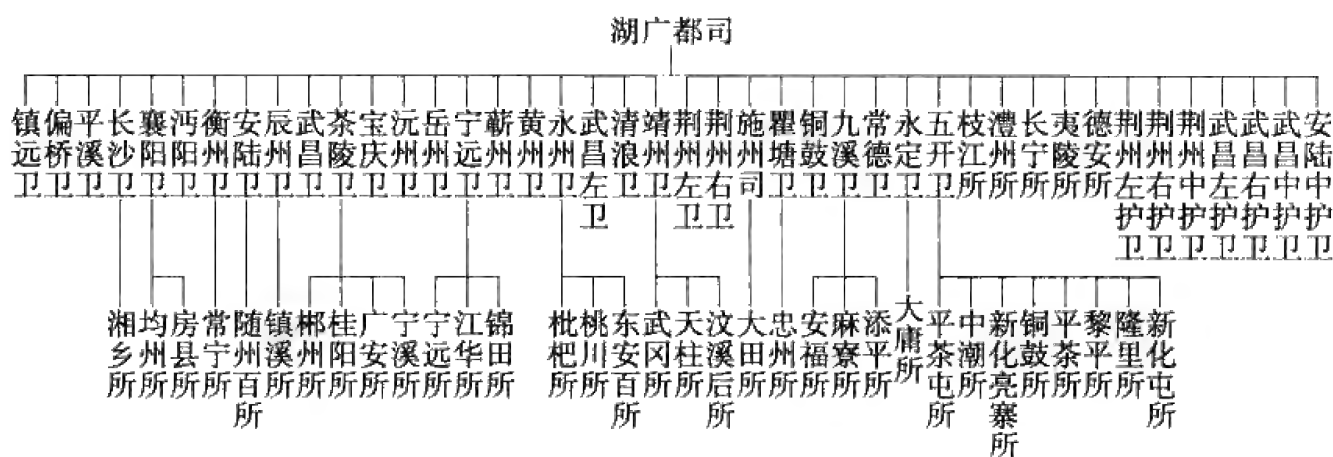 湖广都司
镇远卫
偏桥卫
平溪卫
长沙卫
襄阳卫
沔阳卫
衡州卫
安陆卫
辰州卫
武昌卫
茶陵卫
宝庆卫
沅州卫
岳州卫
宁远卫
蕲州卫
黄州卫
永州卫
武昌左卫
清浪卫
靖州卫
荆州左卫
荆州右卫
施州司
瞿塘卫
铜鼓卫
九溪卫
常德卫
永定卫
五开卫
枝江所
澧州所
长宁所
夷陵所
德安所
荆州左护卫
荆州右护卫
荆州中护卫
武昌左护卫
武昌右护卫
武昌中护卫
安陆中护卫
湘乡所
均州所
房县所
常宁所
随州百所
镇溪所
郴州所
桂阳所
广安所
宁溪所
宁远所
江华所
锦田所
枇杷所
桃川所
东安百所
武冈所
天柱所
汶溪后所
大田所
忠州所
安福所
麻寮所
添平所
大庸所
平茶屯所
中潮所
新化亮寨所
铜鼓所
平茶所
黎平所
隆里所
新化屯所